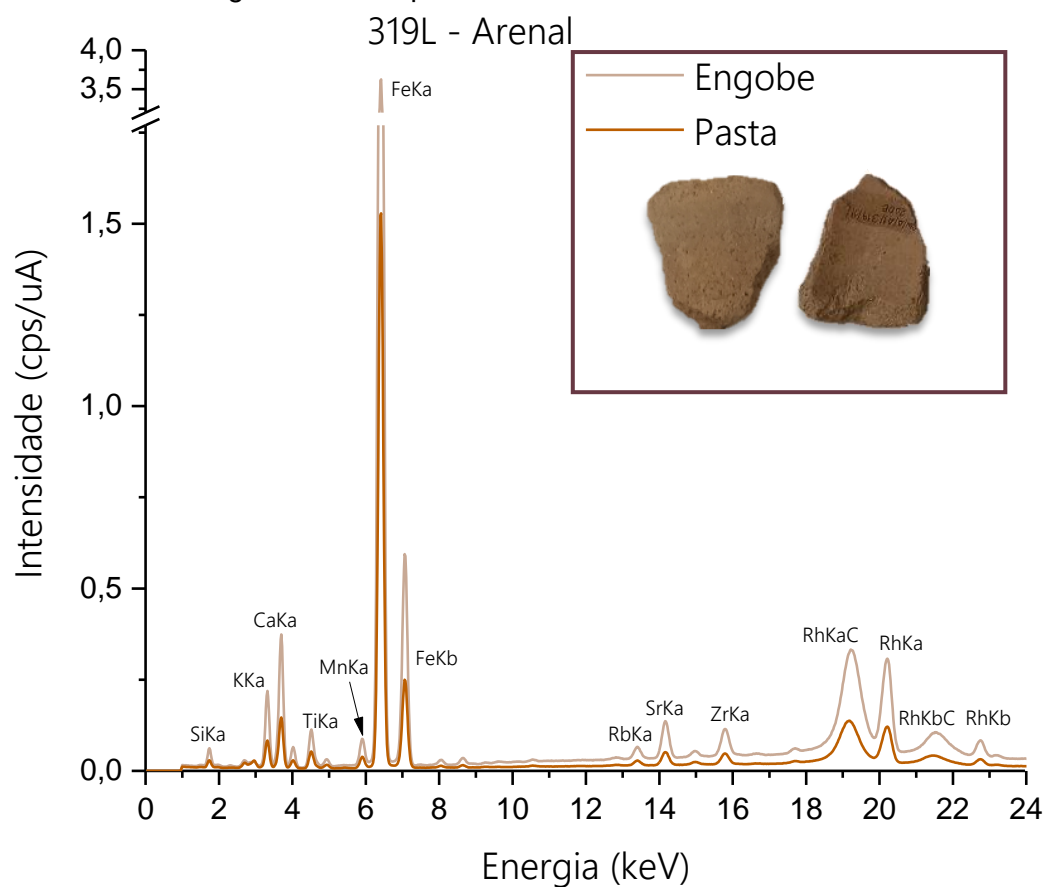 319L - Arenal
4,0
3,5
1,5
1,0
0,5
0,0
Intensidade (cps/uA)
Engobe
Pasta
FeKa
SiKa
KKa
CaKa
TiKa
MnKa
FeKb
RbKa
SrKa
ZrKa
RhKaC
RhKa
RhKbC
RhKb
0 2 4 6 8 10 12 14 16 18 20 22 24
Energia (keV)